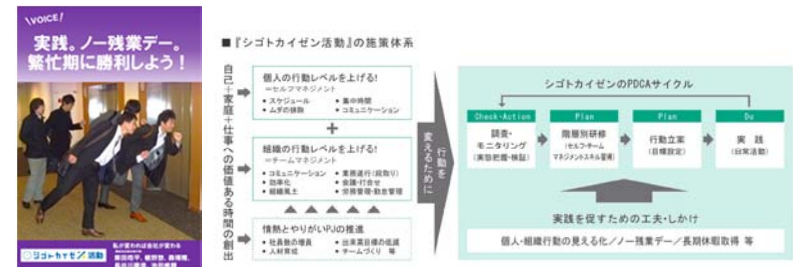 VOICE!
実践。ノー残業デー。
繁忙期に勝利しよう!
シゴトカイゼン活動
私が変われば会社が変わる
■『シゴトカイゼン活動』の施策体系
自己+家庭+仕事への価値ある時間の創出
個人の行動レベルを上げる!
=セルフマネジメント
• スケジュール • 集中時間
• ムダの排除 • コミュニケーション
+
組織の行動レベルを上げる!
=チームマネジメント
• コミュニケーション • 業務遂行(段取り)
• 効率化 • 会議・打合せ
• 組織風土 • 労務管理・勤怠管理
情熱とやりがいPJの推進
• 社員数の増員 • 出来高目標の低減
• 人材育成 • チームづくり 等
行動を変えるために
シゴトカイゼンのPDCAサイクル
Check・Action
調査・
モニタリング
(実態把握・検証)
Plan
階層別研修
(セルフ・チーム
マネジメントスキル習得)
Plan
行動立案
(目標設定)
Do
実践
(日常活動)
実践を促すための工夫・しかけ
個人・組織行動の見える化/ノー残業デー/長期休暇取得 等